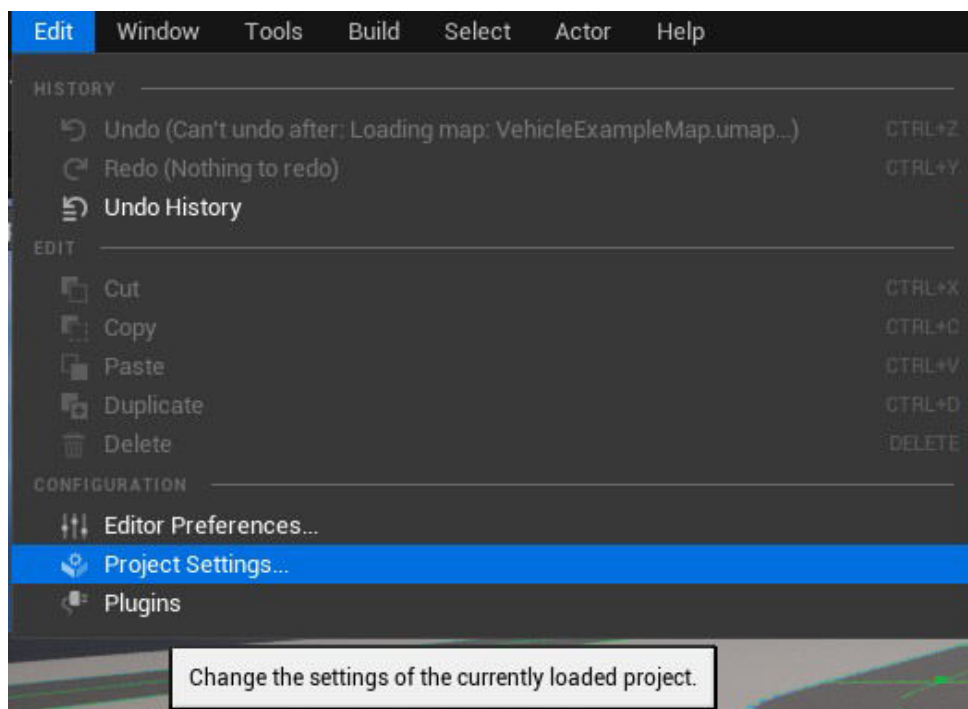 Edit Window Tools Build Select Actor Help
HISTORY
Undo (Can't undo after: Loading map: VehicleExampleMap.umap...) CTRL+Z
Redo (Nothing to redo) CTRL+Y
Undo History
EDIT
Cut CTRL+X
Copy CTRL+C
Paste CTRL+V
Duplicate CTRL+D
Delete DELETE
CONFIGURATION
Editor Preferences...
Project Settings...
Plugins
Change the settings of the currently loaded project.